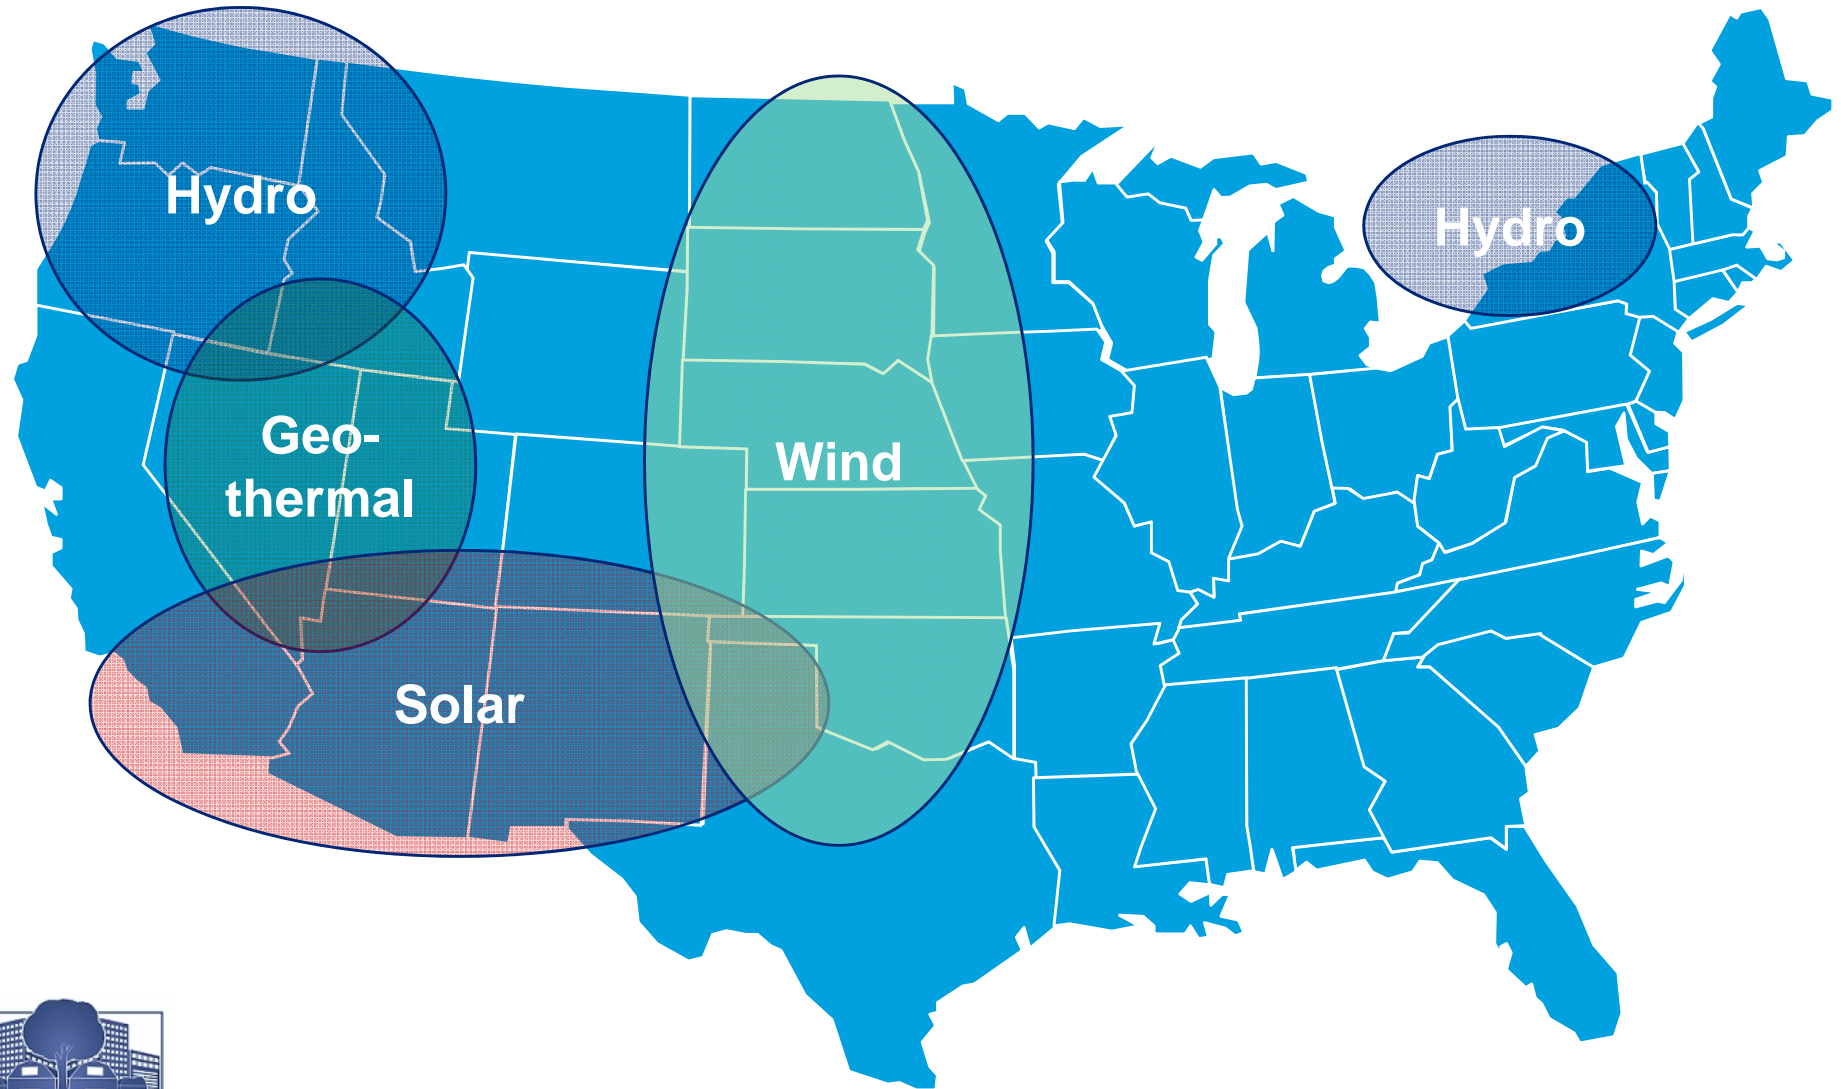 Hydro
Hydro
Geo-
thermal
Wind
Solar